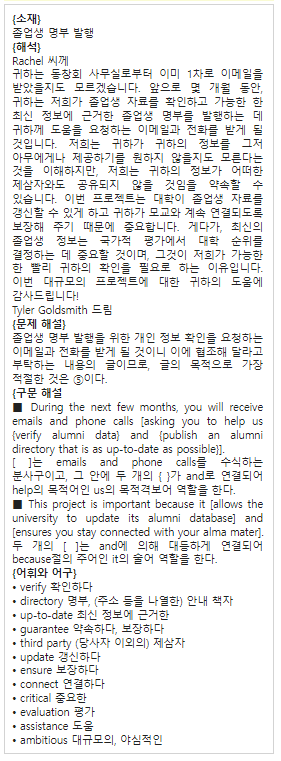 {소재}
졸업생 명부 발행
{해석}
Rachel 씨께
귀하는 동창회 사무실로부터 이미 1차로 이메일을
받았을지도 모르겠습니다. 앞으로 몇 개월 동안,
귀하는 저희가 졸업생 자료를 확인하고 가능한 한
최신 정보에 근거한 졸업생 명부를 발행하는 데
귀하께 도움을 요청하는 이메일과 전화를 받게 될
것입니다. 저희는 귀하가 귀하의 정보를 그저
아무에게나 제공하기를 원하지 않을지도 모른다는
것을 이해하지만, 저희는 귀하의 정보가 어떠한
제삼자와도 공유되지 않을 것임을 약속할 수
있습니다. 이번 프로젝트는 대학이 졸업생 자료를
갱신할 수 있게 하고 귀하가 모교와 계속 연결되도록
보장해 주기 때문에 중요합니다. 게다가, 최신의
졸업생 정보는 국가적 평가에서 대학 순위를
결정하는 데 중요할 것이며, 그것이 저희가 가능한
한 빨리 귀하의 확인을 필요로 하는 이유입니다.
이번 대규모의 프로젝트에 대한 귀하의 도움에
감사드립니다!
Tyler Goldsmith 드림
{문제 해설}
졸업생 명부 발행을 위한 개인 정보 확인을 요청하는
이메일과 전화를 받게 될 것이니 이에 협조해 달라고
부탁하는 내용의 글이므로, 글의 목적으로 가장
적절한 것은 ⑤이다.
{구문 해설
■ During the next few months, you will receive
emails and phone calls [asking you to help us
{verify alumni data} and {publish an alumni
directory that is as up-to-date as possible}].
[ ]는 emails and phone calls를 수식하는
분사구이고, 그 안에 두 개의 { }가 and로 연결되어
help의 목적어인 us의 목적격보어 역할을 한다.
■ This project is important because it [allows the
university to update its alumni database] and
[ensures you stay connected with your alma mater].
두 개의 [ ]는 and에 의해 대등하게 연결되어
because절의 주어인 it의 술어 역할을 한다.
{어휘와 어구}
• verify 확인하다
• directory 명부, (주소 등을 나열한) 안내 책자
• up-to-date 최신 정보에 근거한
• guarantee 약속하다, 보장하다
• third party (당사자 이외의) 제삼자
• update 갱신하다
• ensure 보장하다
• connect 연결하다
• critical 중요한
• evaluation 평가
• assistance 도움
• ambitious 대규모의, 야심적인